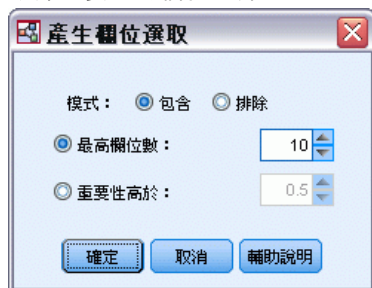 產生欄位選取
模式： 包含 排除
最高欄位數： 10
重要性高於： 0.5
確定 取消 輔助說明